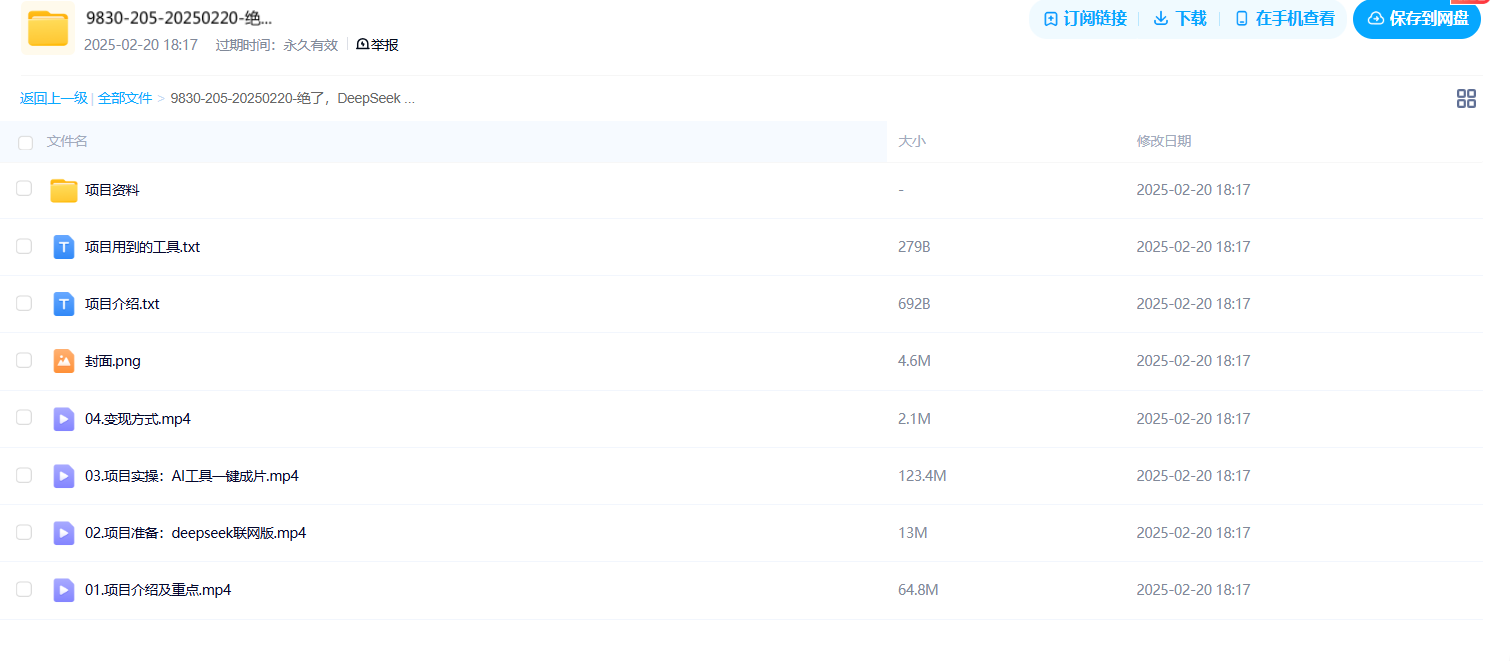 9830-205-20250220-绝...
订阅链接 下载 在手机查看 保存到网盘
2025-02-20 18:17 过期时间：永久有效 举报
返回上一级 | 全部文件 > 9830-205-20250220-绝了，DeepSeek ...
文件名 大小 修改日期
项目资料 - 2025-02-20 18:17
T 项目用到的工具.txt 279B 2025-02-20 18:17
T 项目介绍.txt 692B 2025-02-20 18:17
封面.png 4.6M 2025-02-20 18:17
04.变现方式.mp4 2.1M 2025-02-20 18:17
03.项目实操：AI工具一键成片.mp4 123.4M 2025-02-20 18:17
02.项目准备：deepseek联网版.mp4 13M 2025-02-20 18:17
01.项目介绍及重点.mp4 64.8M 2025-02-20 18:17